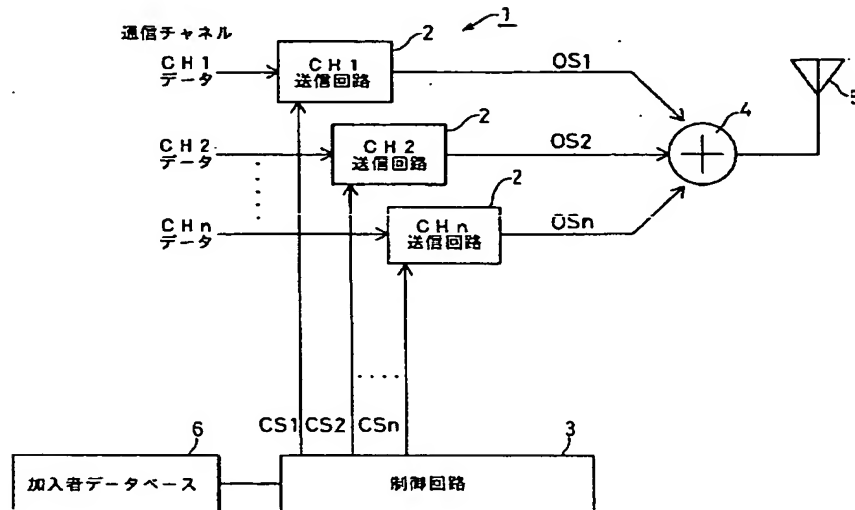 通信チャネル
CH1
データ
CH2
データ
CHn
データ
CH1
送信回路
CH2
送信回路
CHn
送信回路
2
2
2
1
OS1
OS2
OSn
4
5
CS1 CS2 CSn
6
3
加入者データベース
制御回路